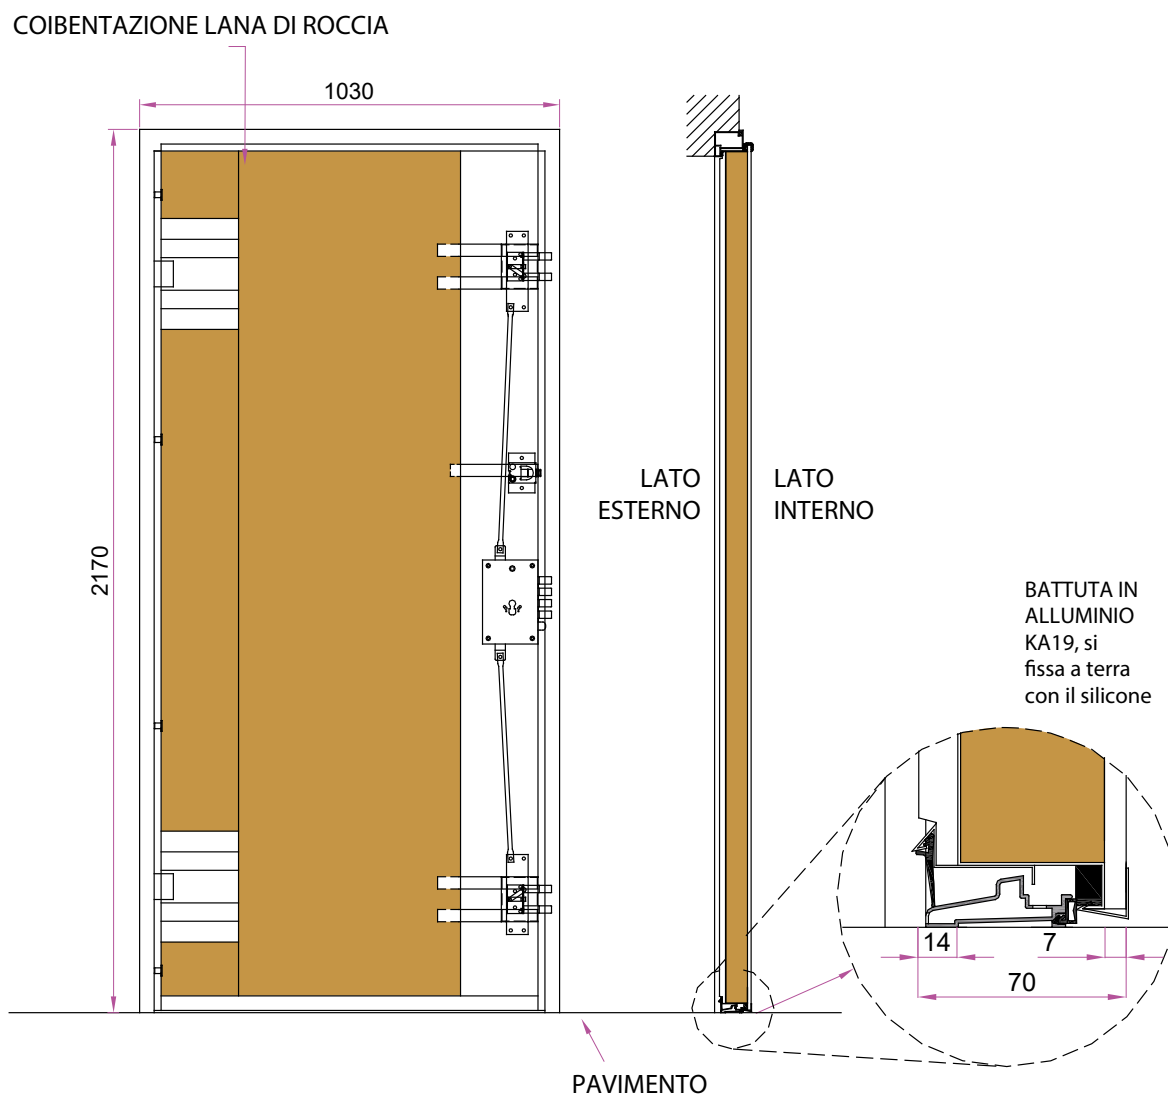 COIBENTAZIONE LANA DI ROCCIA
1030
2170
LATO
ESTERNO
LATO
INTERNO
BATTUTA IN
ALLUMINIO
KA19, si
fissa a terra
con il silicone
14
7
70
PAVIMENTO